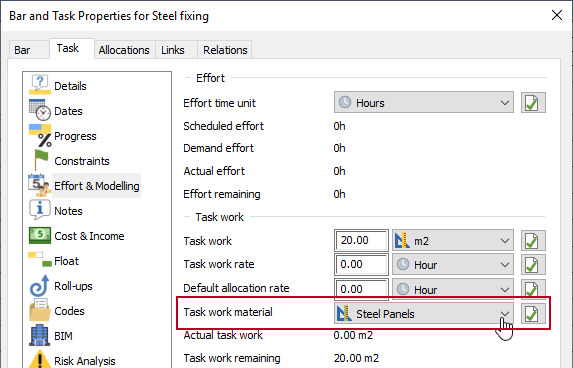 Bar and Task Properties for Steel fixing
Bar Task Allocations Links Relations
Details
Dates
Progress
Constraints
Effort & Modelling
Notes
Cost & Income
Float
Roll-ups
Codes
BIM
Risk Analysis
Effort
Effort time unit Hours
Scheduled effort 0h
Demand effort 0h
Actual effort 0h
Effort remaining 0h
Task work
Task work 20.00 m2
Task work rate 0.00 Hour
Default allocation rate 0.00 Hour
Task work material Steel Panels
Actual task work 0.00 m2
Task work remaining 20.00 m2